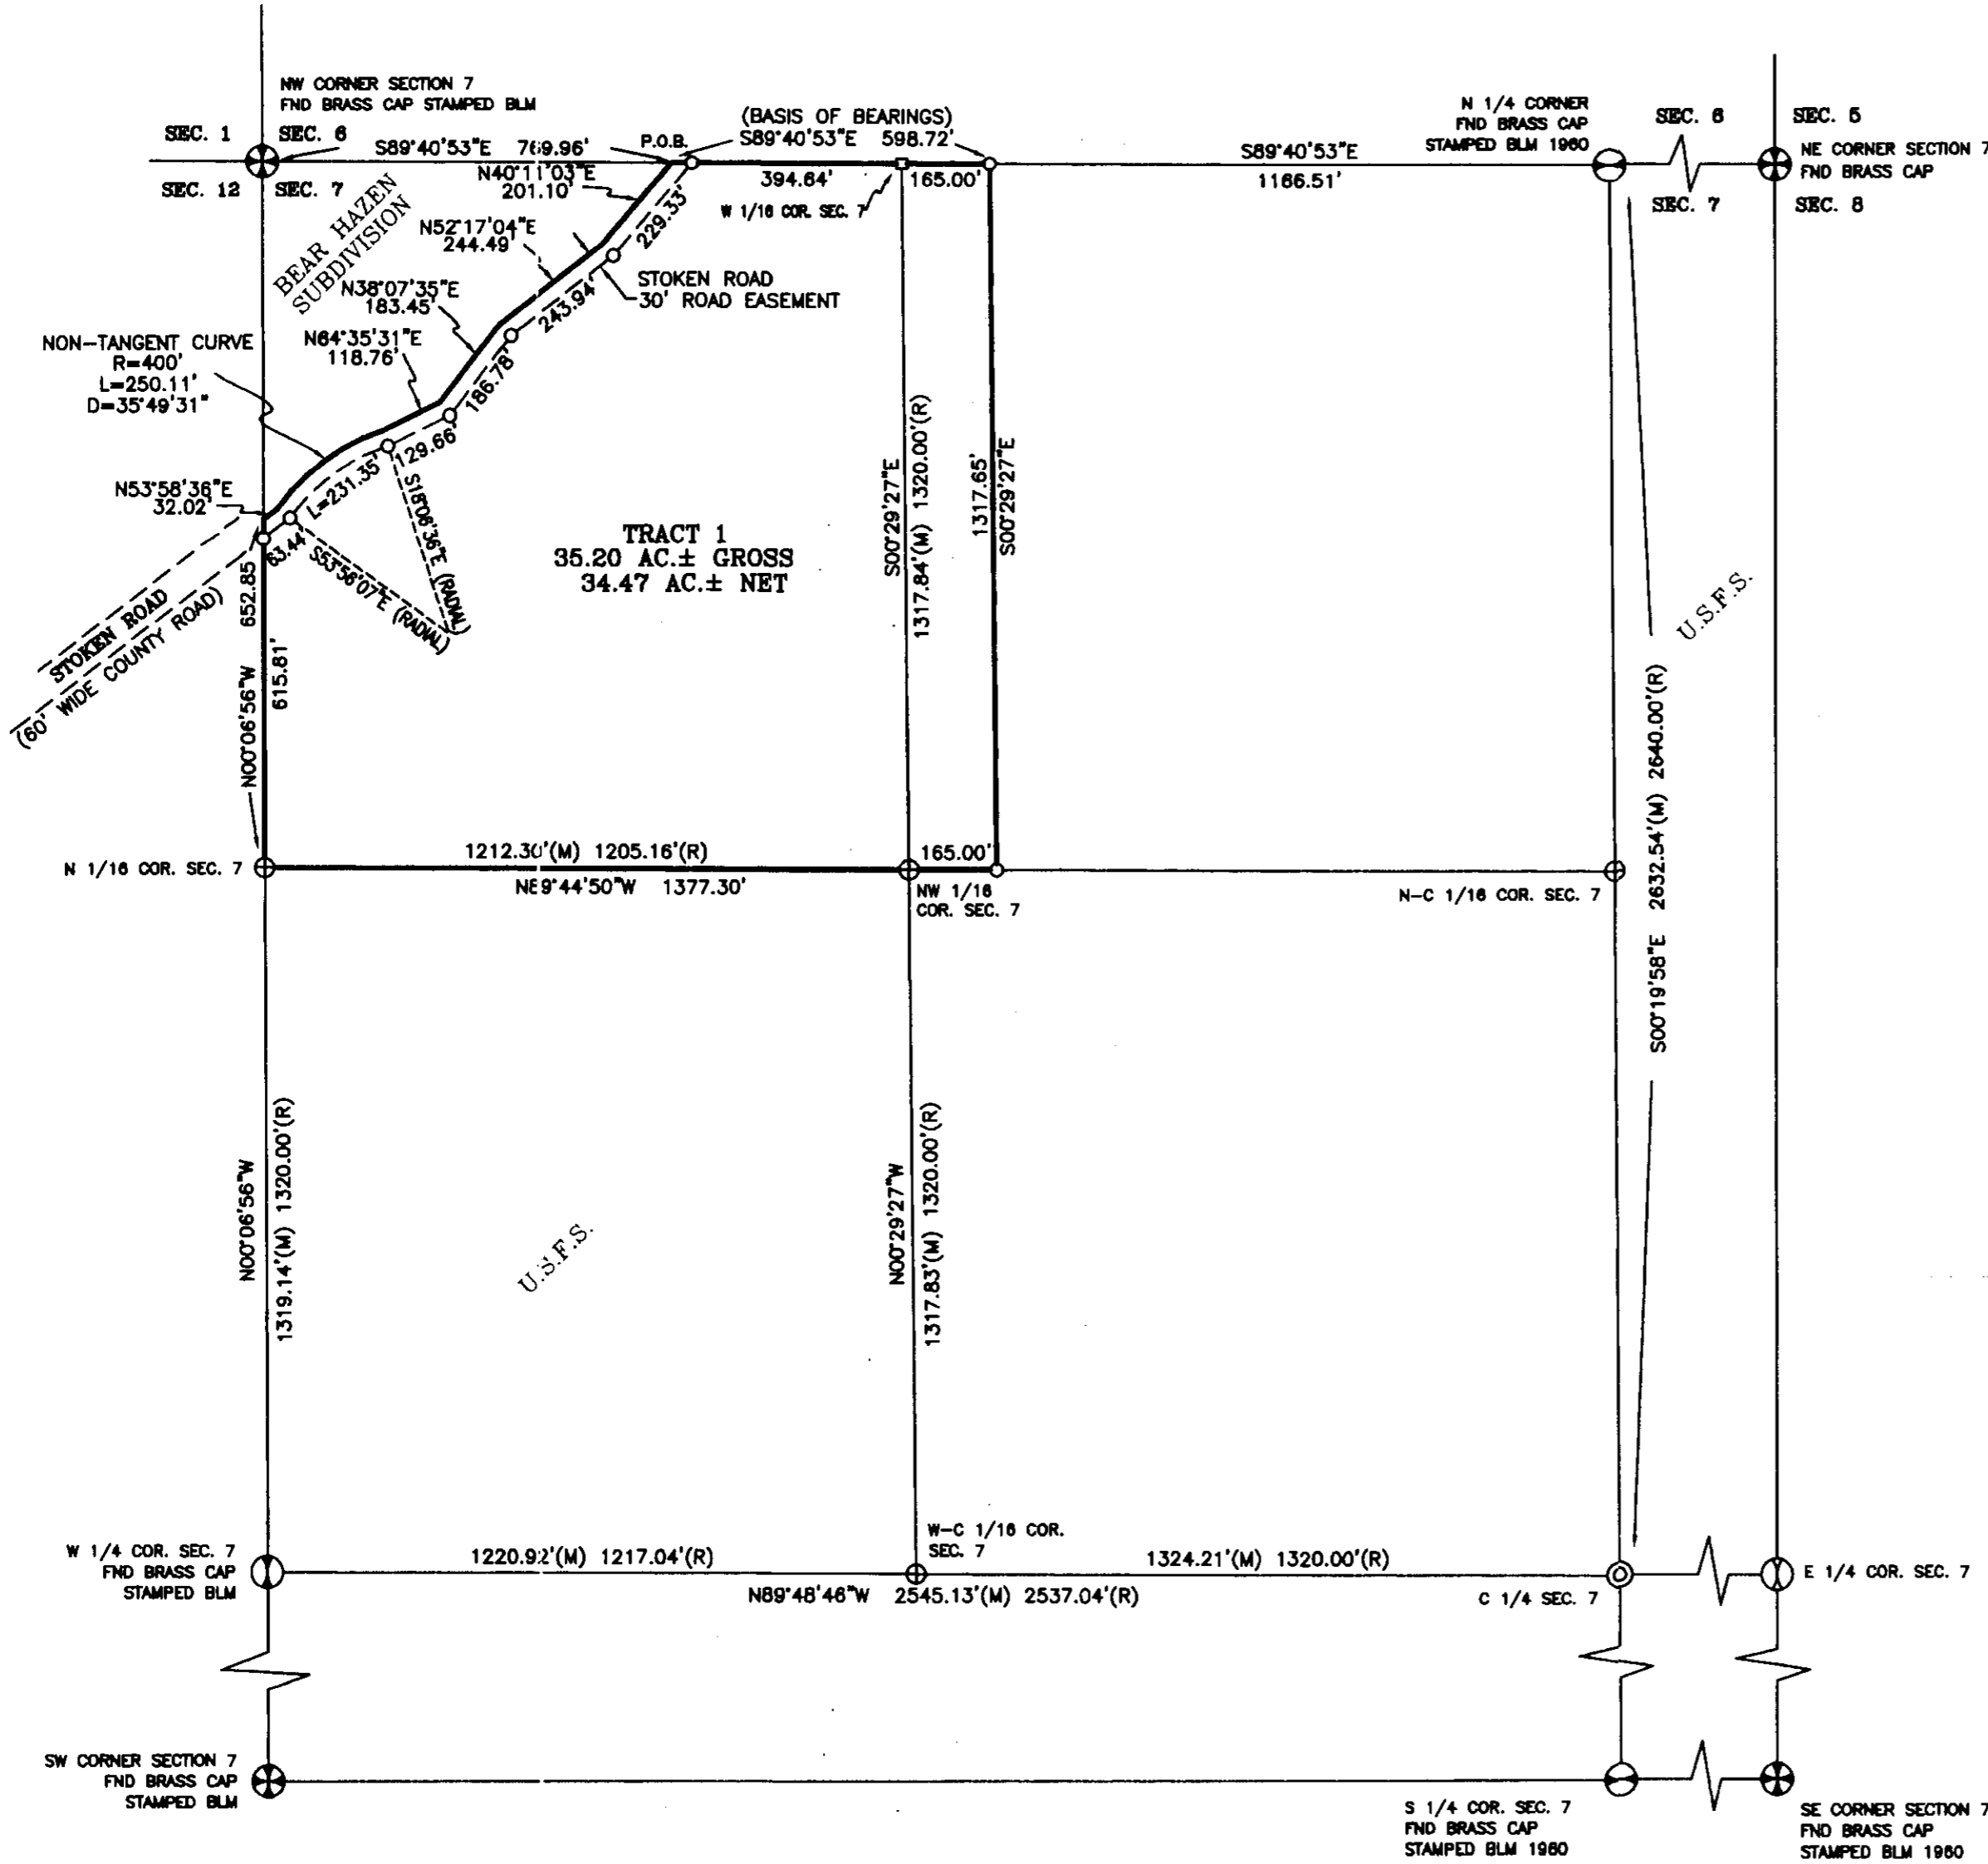 NW CORNER SECTION 7
FND BRASS CAP STAMPED BLM
SEC. 1
SEC. 6
SEC. 12
SEC. 7
S89°40'53"E 769.96'
P.O.B.
(BASIS OF BEARINGS)
S89°40'53"E 598.72'
394.64'
165.00'
W 1/16 COR. SEC. 7
S89°40'53"E
1166.51'
N 1/4 CORNER
FND BRASS CAP
STAMPED BLM 1960
SEC. 6
SEC. 7
SEC. 5
NE CORNER SECTION 7
FND BRASS CAP
SEC. 8
BEAR HAZEN
SUBDIVISION
N40°11'03"E
201.10'
N52°17'04"E
244.49'
N38°07'35"E
183.45'
N64°35'31"E
118.76'
NON-TANGENT CURVE
R=400'
L=250.11'
D=35°49'31"
N53°58'36"E
32.02'
229.33'
243.94'
186.78'
129.66'
L=231.35'
63.44'
STOKEN ROAD
30' ROAD EASEMENT
S18°06'36"E (RADIAL)
S53°56'07"E (RADIAL)
STOKEN ROAD
(60' WIDE COUNTY ROAD)
N00°06'56"W 652.85
615.81'
TRACT 1
35.20 AC.± GROSS
34.47 AC.± NET
S00°29'27"E
1317.84'(M) 1320.00'(R)
1317.65'
S00°29'27"E
U.S.F.S.
S00°19'58"E 2632.54'(M) 2640.00'(R)
N 1/16 COR. SEC. 7
1212.30'(M) 1205.16'(R)
N89°44'50"W 1377.30'
165.00'
NW 1/16
COR. SEC. 7
N-C 1/16 COR. SEC. 7
N00°06'56"W
1319.14'(M) 1320.00'(R)
U.S.F.S.
N00°29'27"W
1317.83'(M) 1320.00'(R)
W 1/4 COR. SEC. 7
FND BRASS CAP
STAMPED BLM
1220.92'(M) 1217.04'(R)
W-C 1/16 COR.
SEC. 7
1324.21'(M) 1320.00'(R)
N89°48'46"W 2545.13'(M) 2537.04'(R)
C 1/4 SEC. 7
E 1/4 COR. SEC. 7
SW CORNER SECTION 7
FND BRASS CAP
STAMPED BLM
S 1/4 COR. SEC. 7
FND BRASS CAP
STAMPED BLM 1960
SE CORNER SECTION 7
FND BRASS CAP
STAMPED BLM 1960